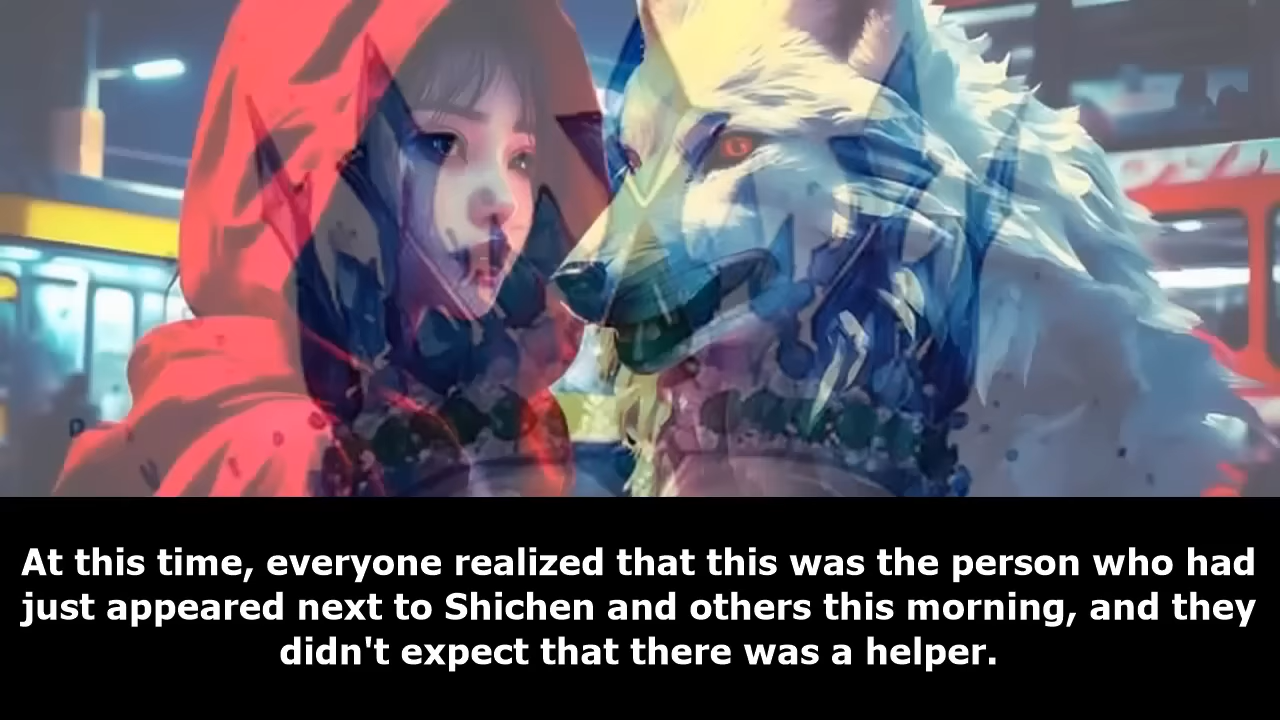 At this time, everyone realized that this was the person who had
just appeared next to Shichen and others this morning, and they
didn't expect that there was a helper.